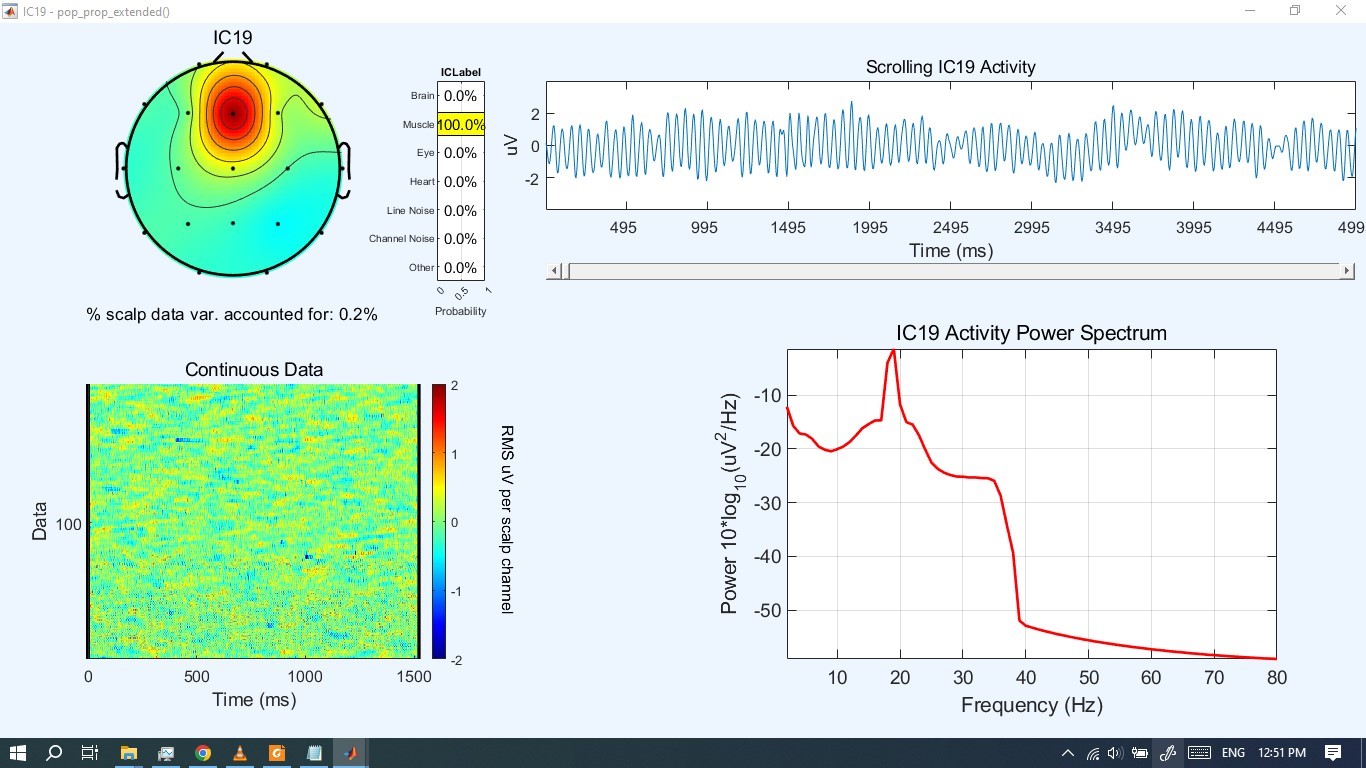 IC19 - pop_prop_extended()
IC19
ICLabel
Brain 0.0%
Muscle 100.0%
Eye 0.0%
Heart 0.0%
Line Noise 0.0%
Channel Noise 0.0%
Other 0.0%
0 0.5 1
Probability
% scalp data var. accounted for: 0.2%
Scrolling IC19 Activity
uV
2
0
-2
495 995 1495 1995 2495 2995 3495 3995 4495 499
Time (ms)
Continuous Data
Data
100
0 500 1000 1500
Time (ms)
2
1
0
-1
-2
RMS uV per scalp channel
IC19 Activity Power Spectrum
Power 10*log10(uV2/Hz)
-10
-20
-30
-40
-50
10 20 30 40 50 60 70 80
Frequency (Hz)
ENG 12:51 PM